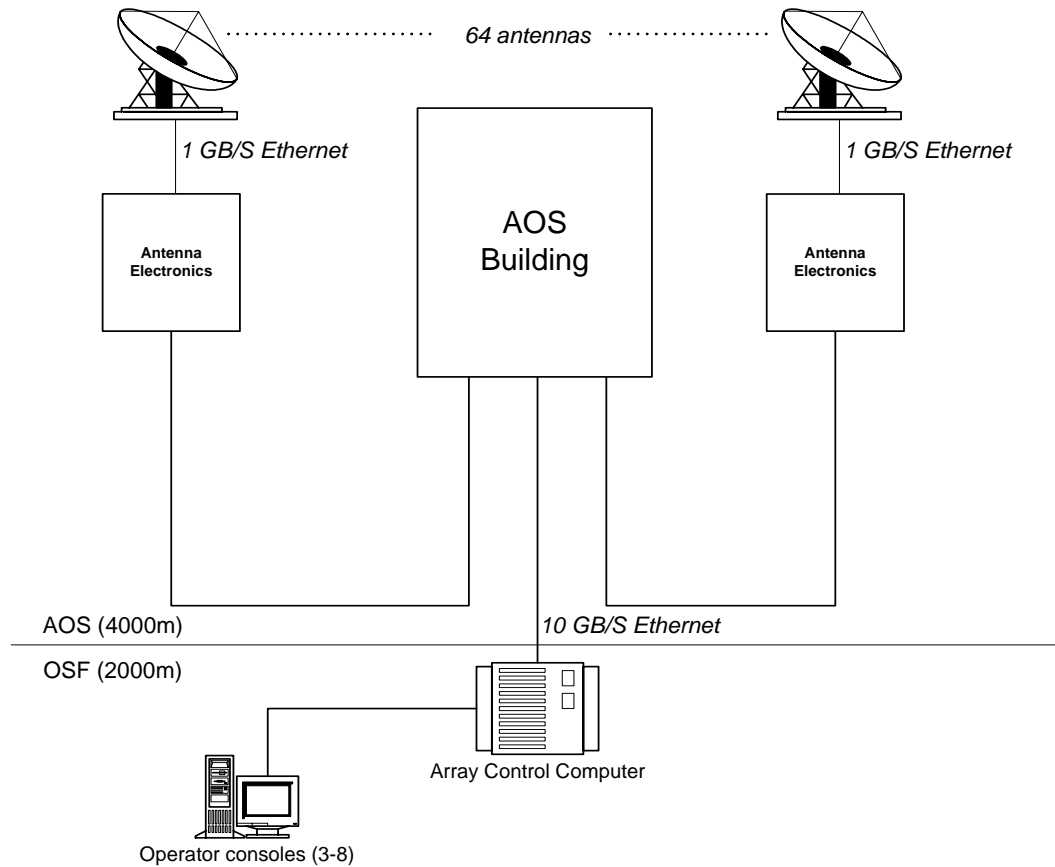 64 antennas
1 GB/S Ethernet
1 GB/S Ethernet
Antenna
Electronics
AOS
Building
Antenna
Electronics
AOS (4000m)
10 GB/S Ethernet
OSF (2000m)
Array Control Computer
Operator consoles (3-8)